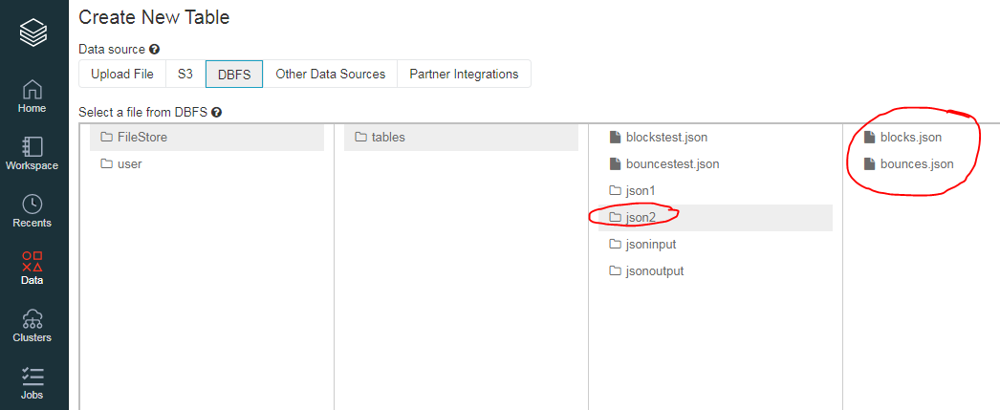 Create New Table
Data source
Upload File S3 DBFS Other Data Sources Partner Integrations
Select a file from DBFS
FileStore
user
tables
blockstest.json
bouncestest.json
json1
json2
jsoninput
jsonoutput
blocks.json
bounces.json
Home
Workspace
Recents
Data
Clusters
Jobs